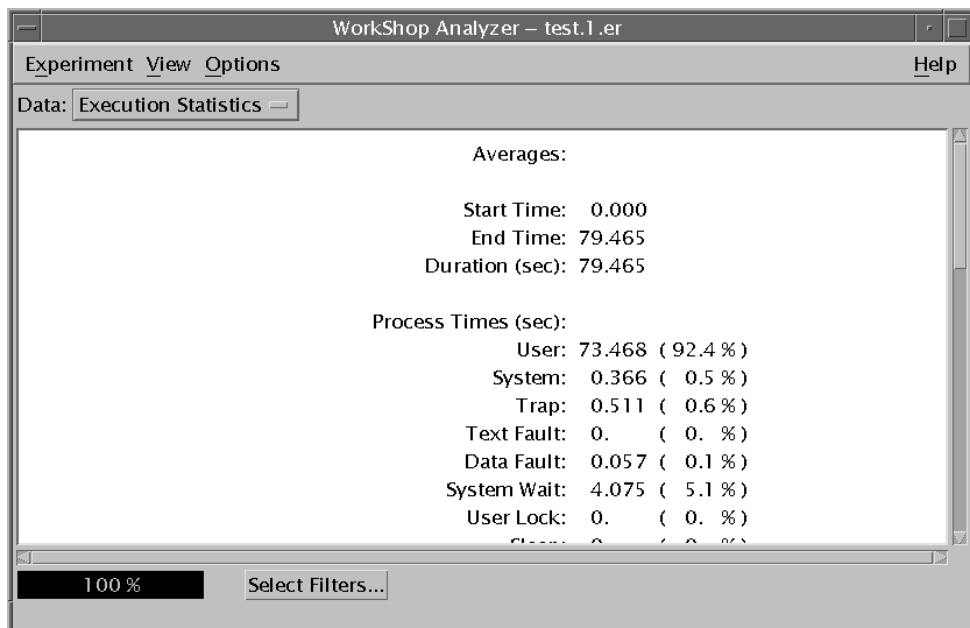 WorkShop Analyzer – test.1.er
Experiment View Options Help
Data: Execution Statistics
Averages:
Start Time: 0.000
End Time: 79.465
Duration (sec): 79.465
Process Times (sec):
User: 73.468 ( 92.4 % )
System: 0.366 ( 0.5 % )
Trap: 0.511 ( 0.6 % )
Text Fault: 0. ( 0. % )
Data Fault: 0.057 ( 0.1 % )
System Wait: 4.075 ( 5.1 % )
User Lock: 0. ( 0. % )
100 % Select Filters...